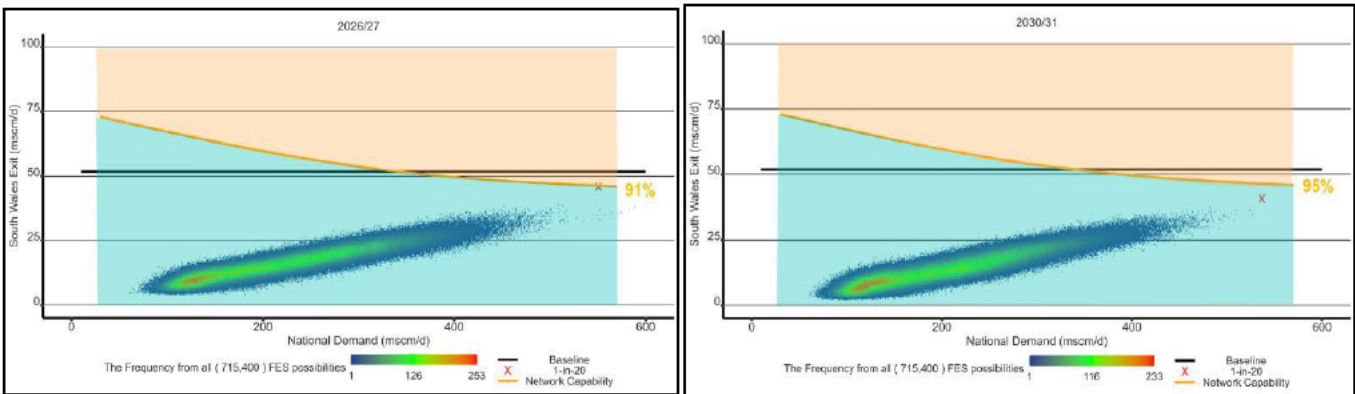 2026/27
100
75
50
25
0
South Wales Exit (mscm/d)
91%
0 200 400 600
National Demand (mscm/d)
The Frequency from all ( 715,400 ) FES possibilities
1 126 253
Baseline
X 1-in-20
Network Capability
2030/31
100
75
50
25
0
South Wales Exit (mscm/d)
95%
0 200 400 600
National Demand (mscm/d)
The Frequency from all ( 715,400 ) FES possibilities
1 116 233
Baseline
X 1-in-20
Network Capability